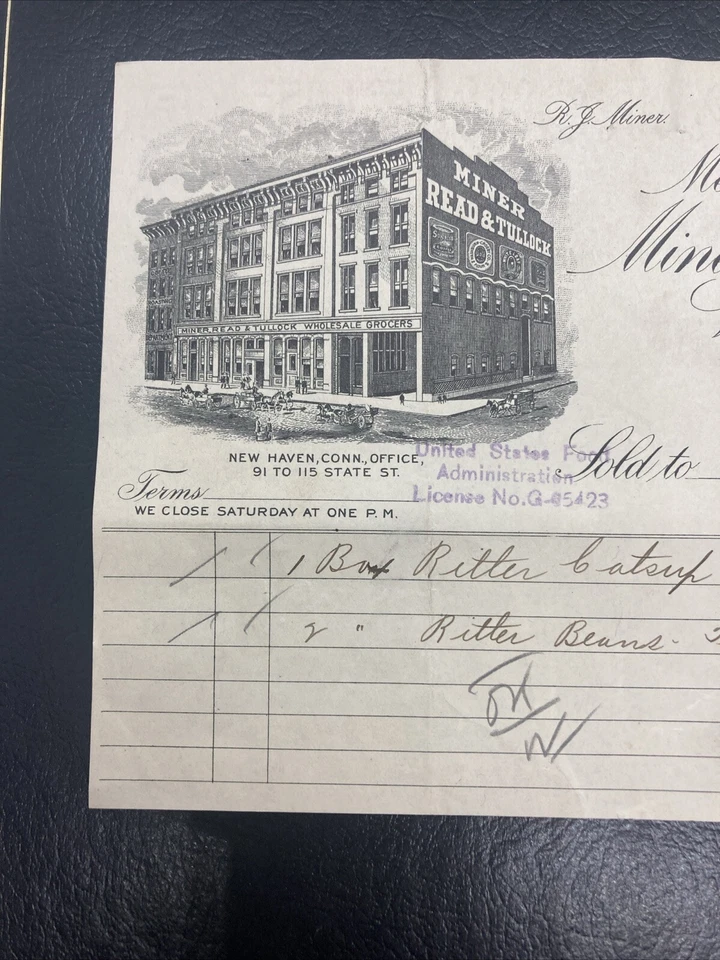 R. J. Miner.
MINER
READ & TULLOCK
MINER, READ & TULLOCK WHOLESALE GROCERS
NEW HAVEN, CONN., OFFICE,
91 TO 115 STATE ST.
United States Food
Administration
License No. G-65423
Sold to
Terms
WE CLOSE SATURDAY AT ONE P. M.
1 Box Ritter Catsup
2 " Ritter Beans -